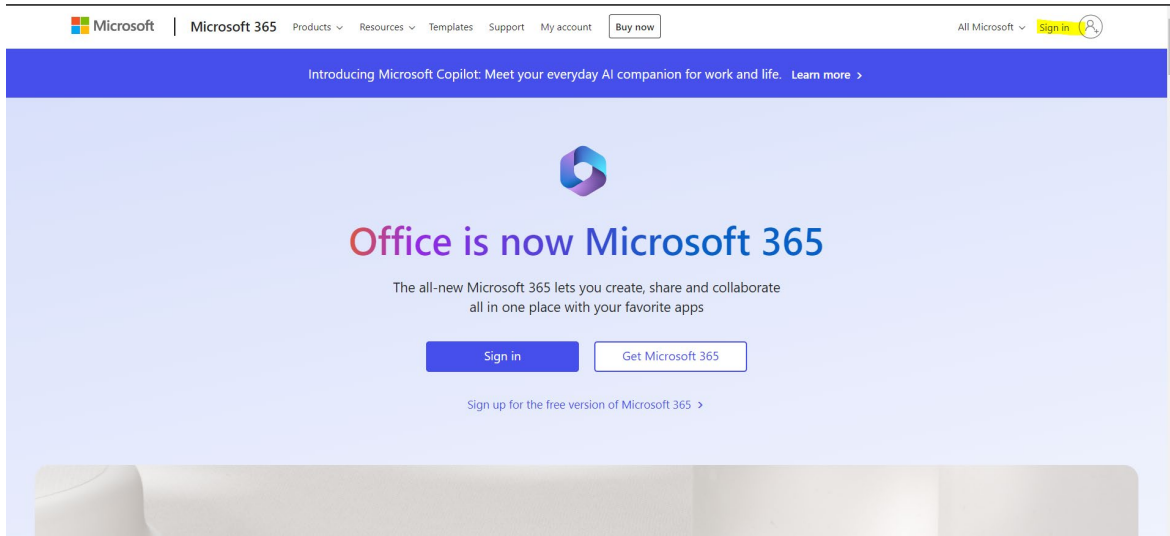 Microsoft Microsoft 365 Products Resources Templates Support My account Buy now All Microsoft Sign in
Introducing Microsoft Copilot: Meet your everyday AI companion for work and life. Learn more >
Office is now Microsoft 365
The all-new Microsoft 365 lets you create, share and collaborate
all in one place with your favorite apps
Sign in Get Microsoft 365
Sign up for the free version of Microsoft 365 >